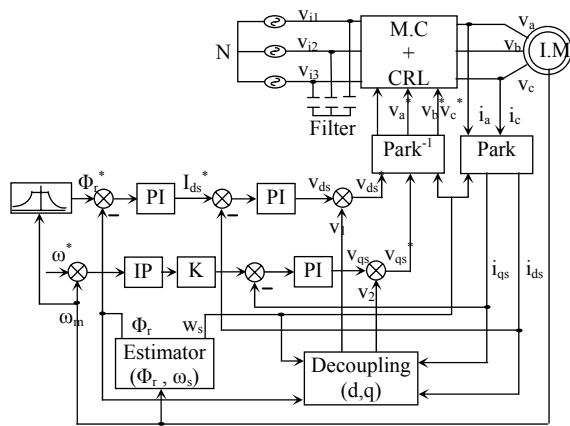 v_i1
N
v_i2
v_i3
M.C
+
CRL
v_a
v_b
v_c
I.M
Filter
v_a^*
v_b^*
v_c^*
i_a
i_c
Park^-1
Park
Φ_r^*
PI
I_ds^*
PI
v_ds
v_ds^*
v_1
ω^*
IP
K
PI
v_qs
v_qs^*
v_2
i_qs
i_ds
ω_m
Φ_r
w_s
Estimator
(Φ_r , ω_s)
Decoupling
(d,q)